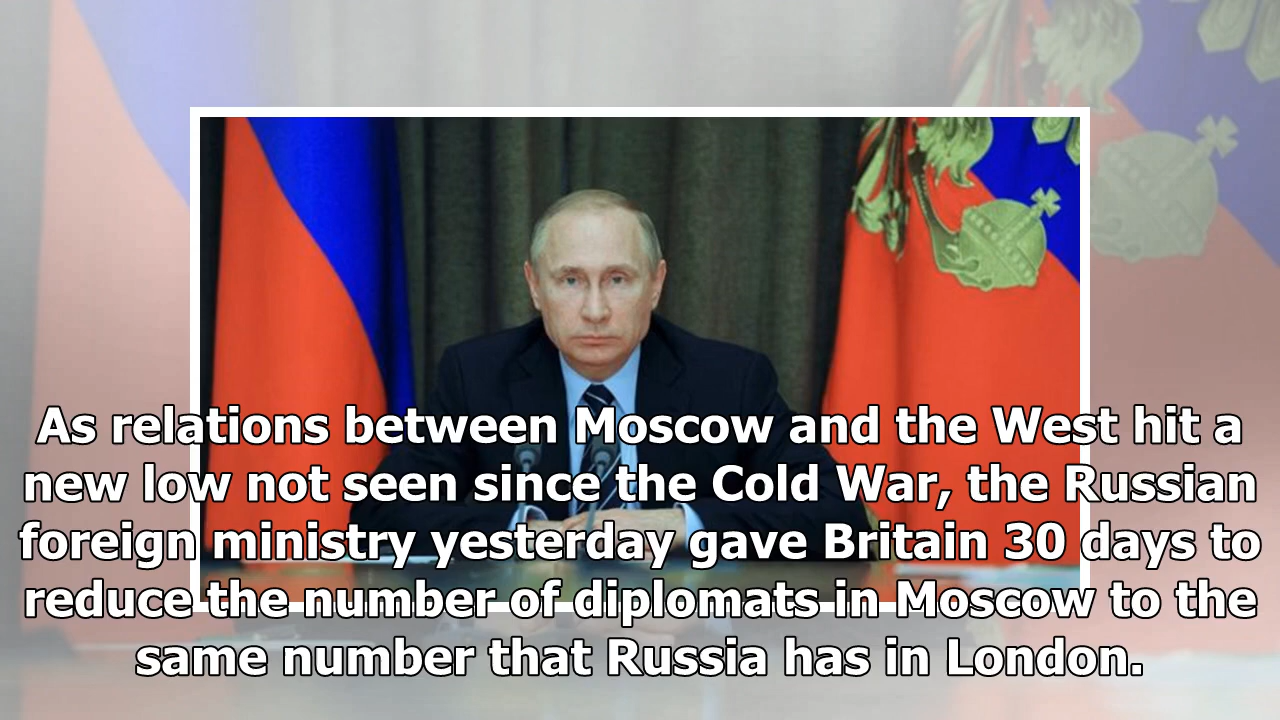 As relations between Moscow and the West hit a
new low not seen since the Cold War, the Russian
foreign ministry yesterday gave Britain 30 days to
reduce the number of diplomats in Moscow to the
same number that Russia has in London.